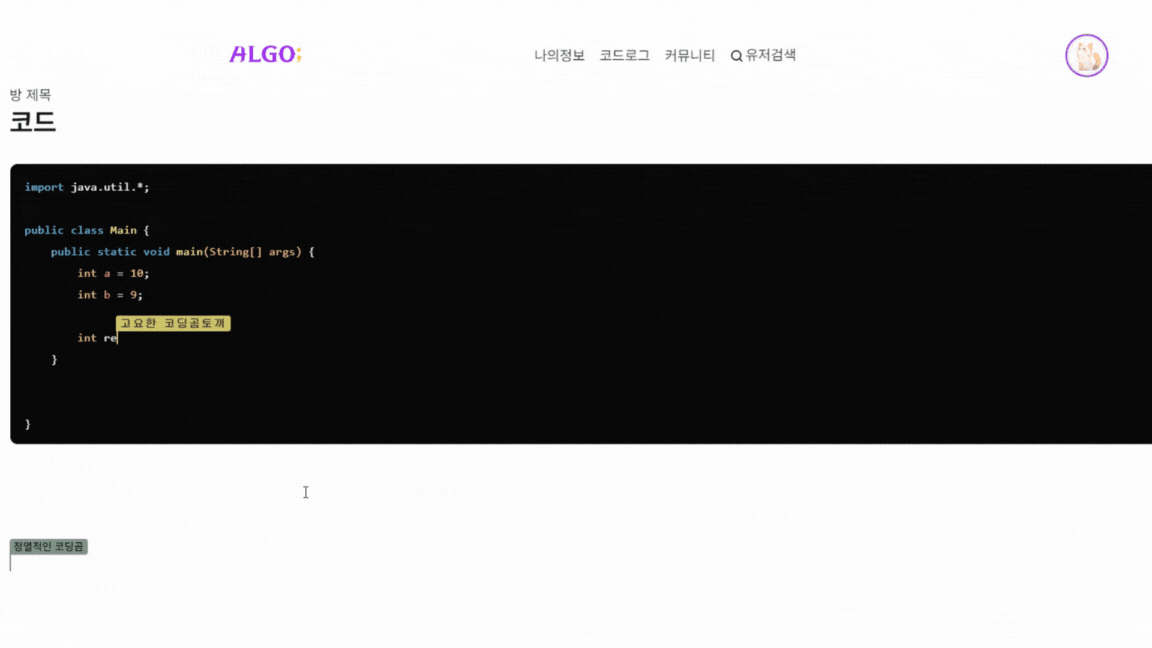 ALGO;
나의정보 코드로그 커뮤니티 유저검색
방 제목
코드
import java.util.*;
public class Main {
public static void main(String[] args) {
int a = 10;
int b = 9;
고요한 코딩곰토끼
int re
}
}
정열적인 코딩곰